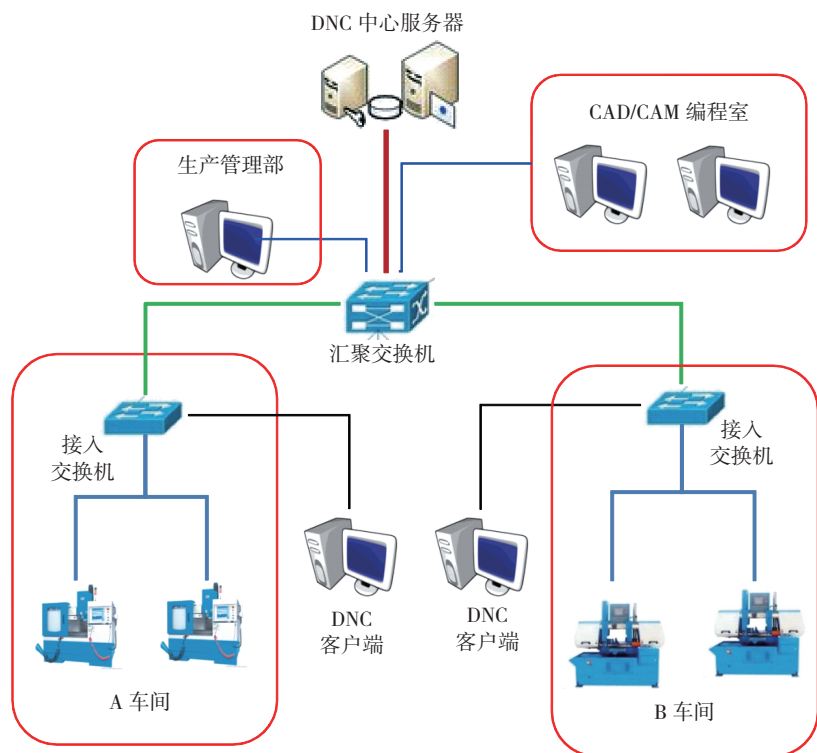 DNC 中心服务器
CAD/CAM 编程室
生产管理部
汇聚交换机
接入
交换机
接入
交换机
DNC
客户端
DNC
客户端
A 车间
B 车间